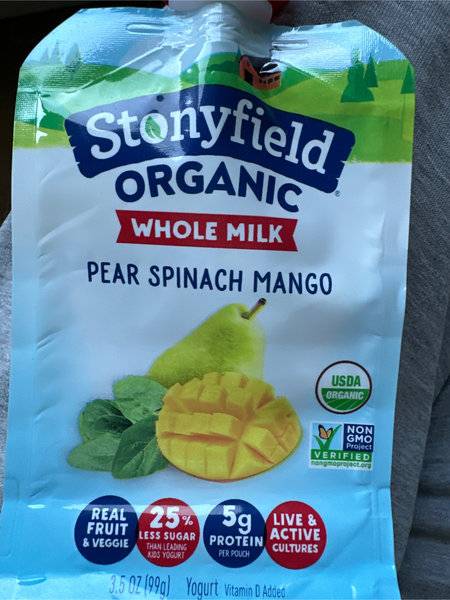 Stonyfield
ORGANIC®
WHOLE MILK
PEAR SPINACH MANGO
USDA
ORGANIC
NON
GMO
Project
VERIFIED
nongmoproject.org
REAL
FRUIT
& VEGGIE
25%
LESS SUGAR
THAN LEADING
KIDS YOGURT
5g
PROTEIN
PER POUCH
LIVE &
ACTIVE
CULTURES
3.5 OZ (99g) Yogurt Vitamin D Added